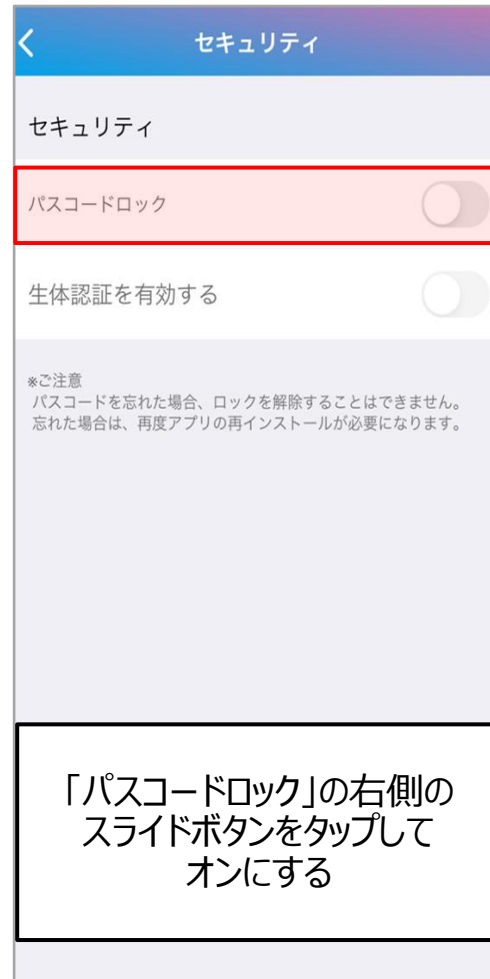 セキュリティ
セキュリティ
パスコードロック
生体認証を有効する
※ご注意
パスコードを忘れた場合、ロックを解除することはできません。
忘れた場合は、再度アプリの再インストールが必要になります。
「パスコードロック」の右側の
スライドボタンをタップして
オンにする